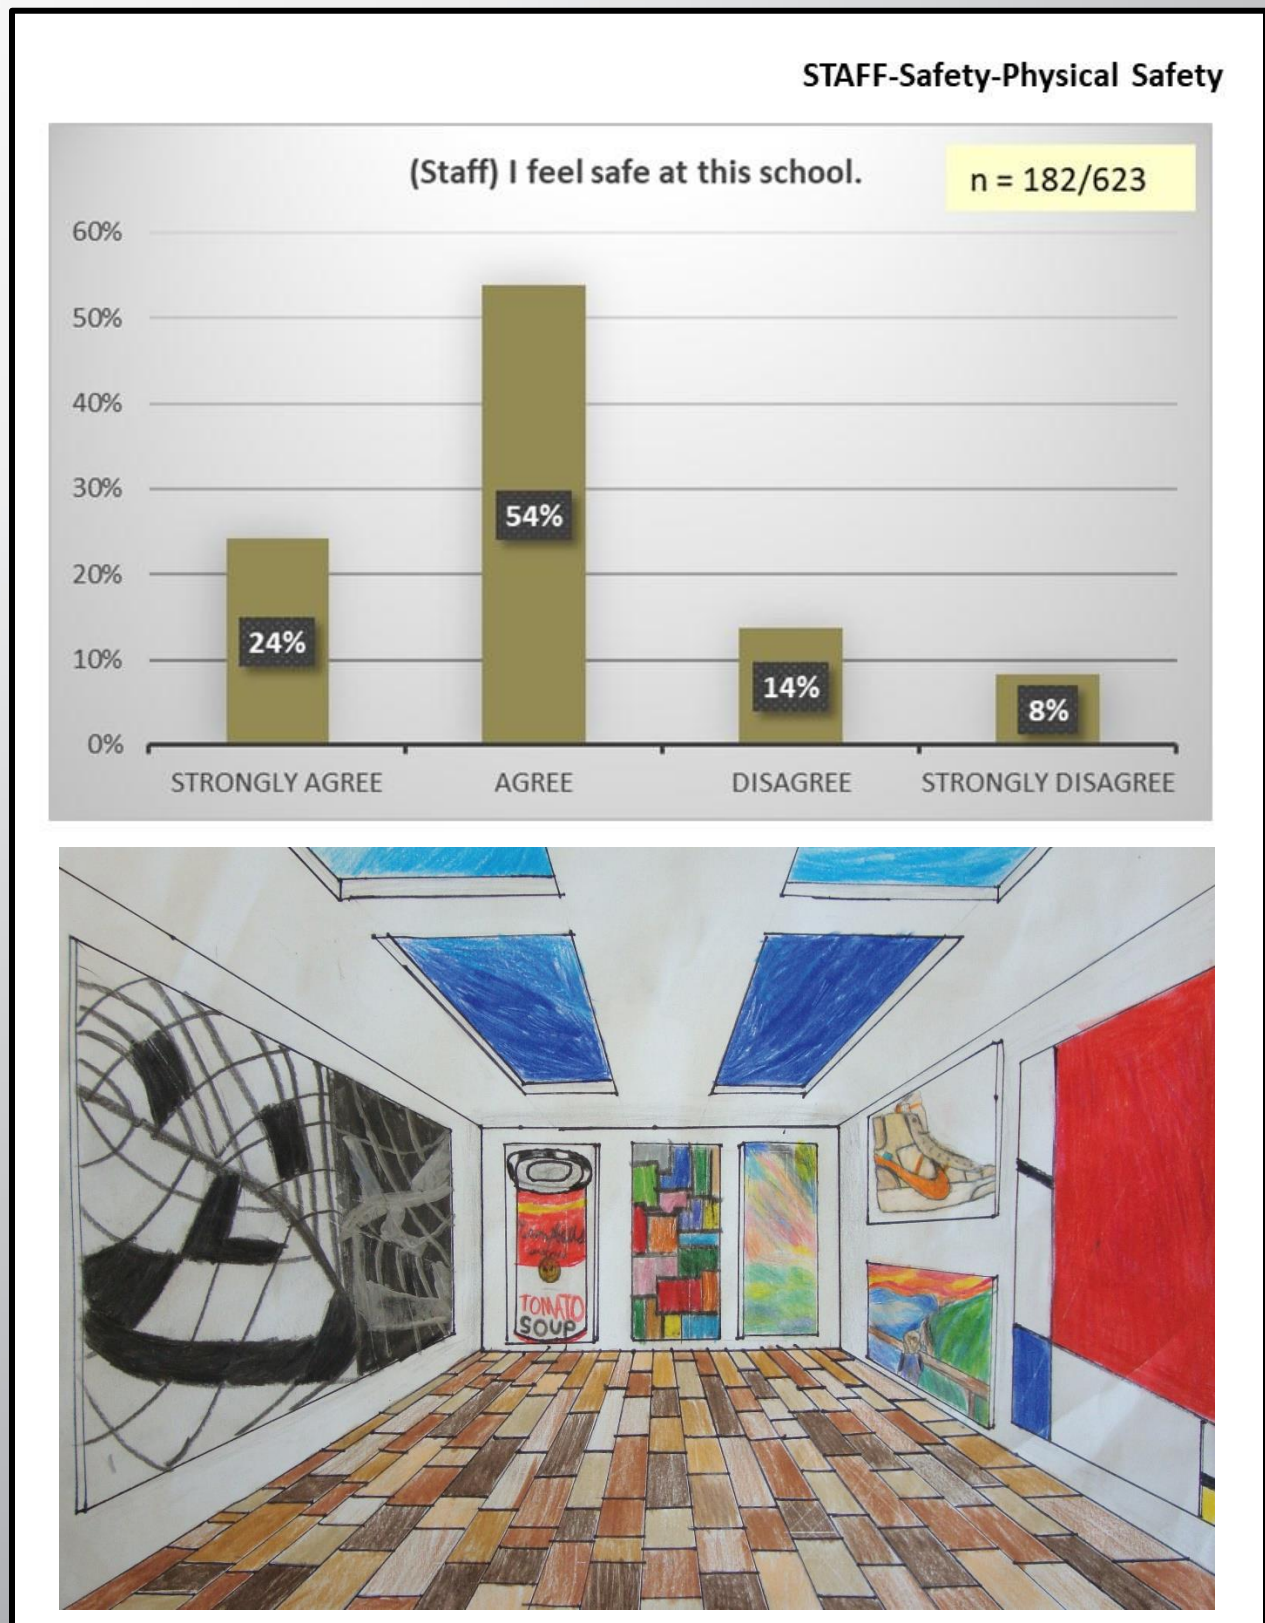 STAFF-Safety-Physical Safety
(Staff) I feel safe at this school.
n = 182/623
60%
50%
40%
30%
20%
10%
0%
24%
54%
14%
8%
STRONGLY AGREE
AGREE
DISAGREE
STRONGLY DISAGREE
TOMATO
SOUP